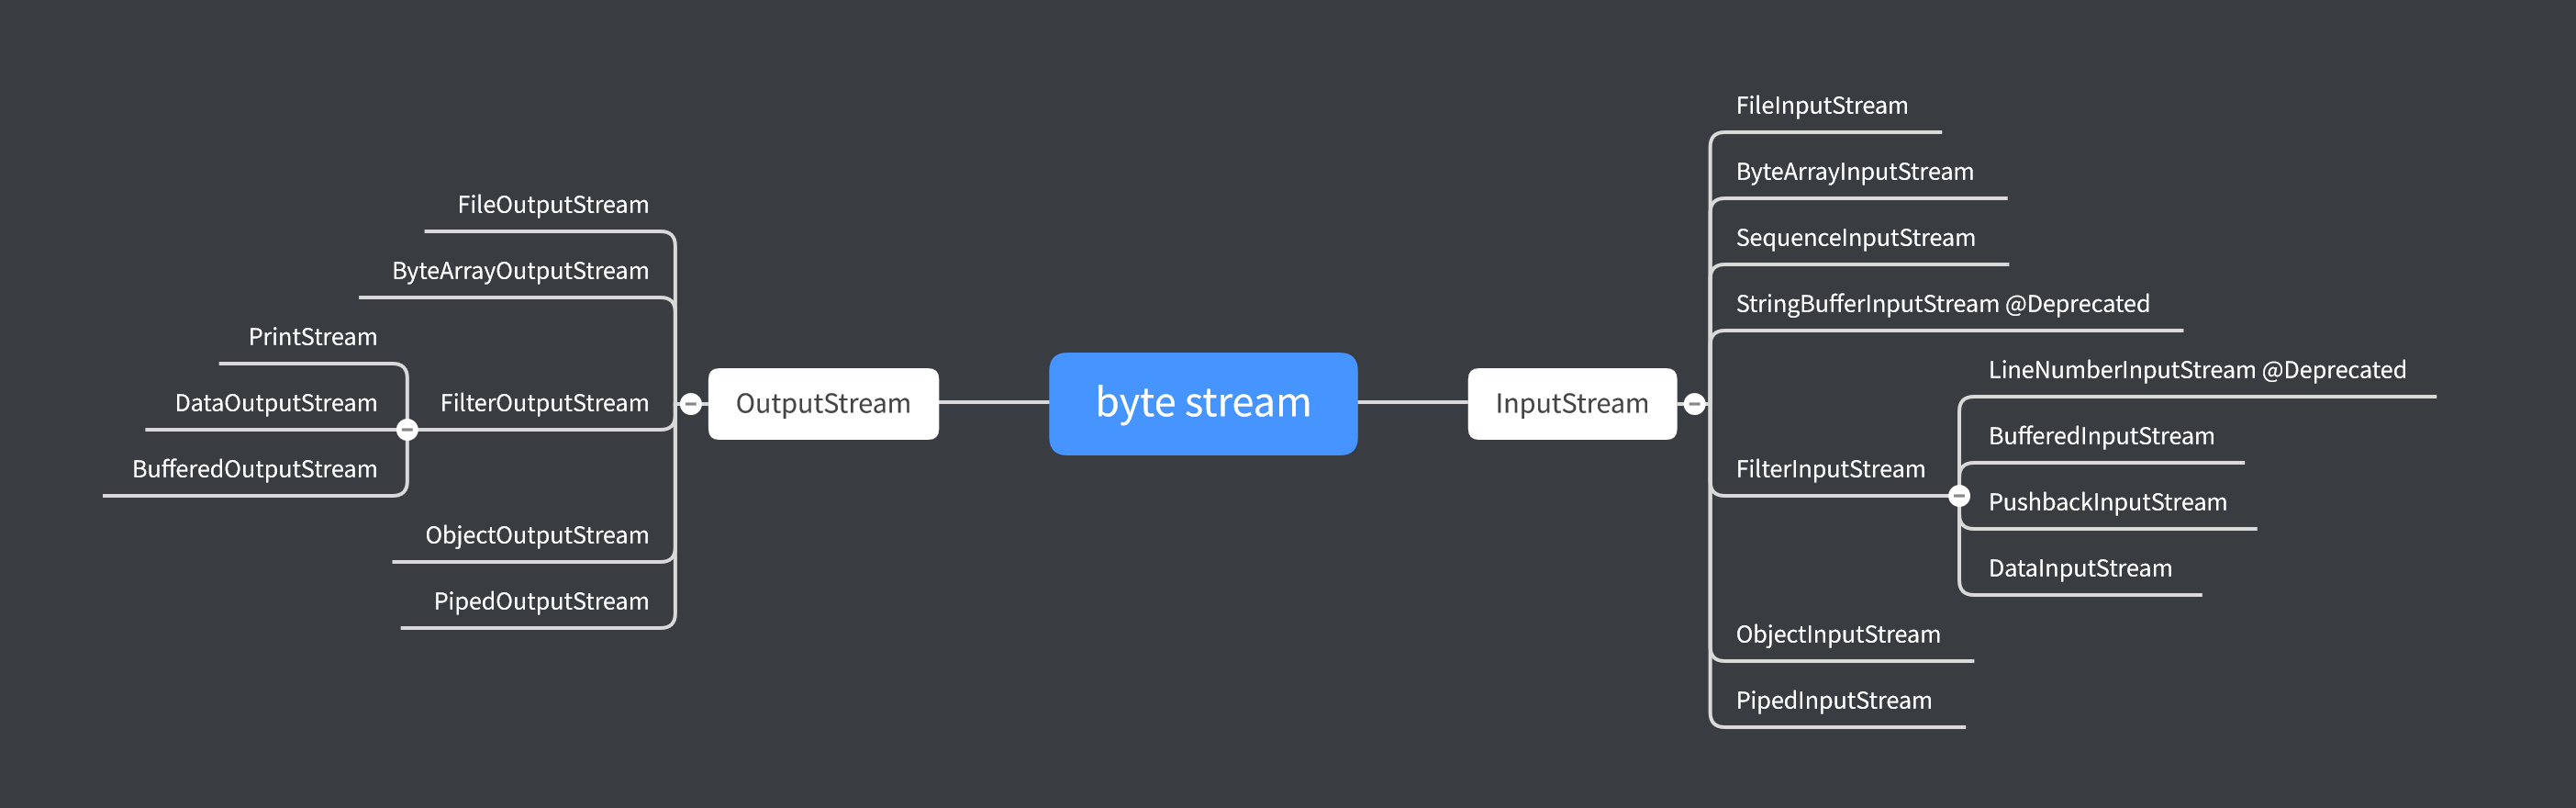 byte stream
OutputStream
FileOutputStream
ByteArrayOutputStream
FilterOutputStream
PrintStream
DataOutputStream
BufferedOutputStream
ObjectOutputStream
PipedOutputStream
InputStream
FileInputStream
ByteArrayInputStream
SequenceInputStream
StringBufferInputStream @Deprecated
FilterInputStream
LineNumberInputStream @Deprecated
BufferedInputStream
PushbackInputStream
DataInputStream
ObjectInputStream
PipedInputStream